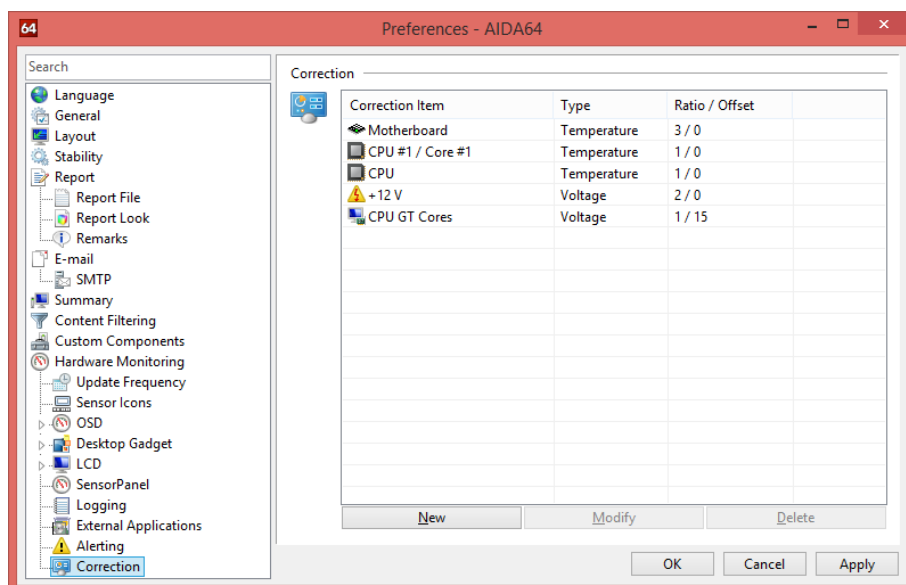 64 Preferences - AIDA64
Search
Language
General
Layout
Stability
Report
Report File
Report Look
Remarks
E-mail
SMTP
Summary
Content Filtering
Custom Components
Hardware Monitoring
Update Frequency
Sensor Icons
OSD
Desktop Gadget
LCD
SensorPanel
Logging
External Applications
Alerting
Correction
Correction
Correction Item Type Ratio / Offset
Motherboard Temperature 3 / 0
CPU #1 / Core #1 Temperature 1 / 0
CPU Temperature 1 / 0
+12 V Voltage 2 / 0
CPU GT Cores Voltage 1 / 15
New Modify Delete
OK Cancel Apply